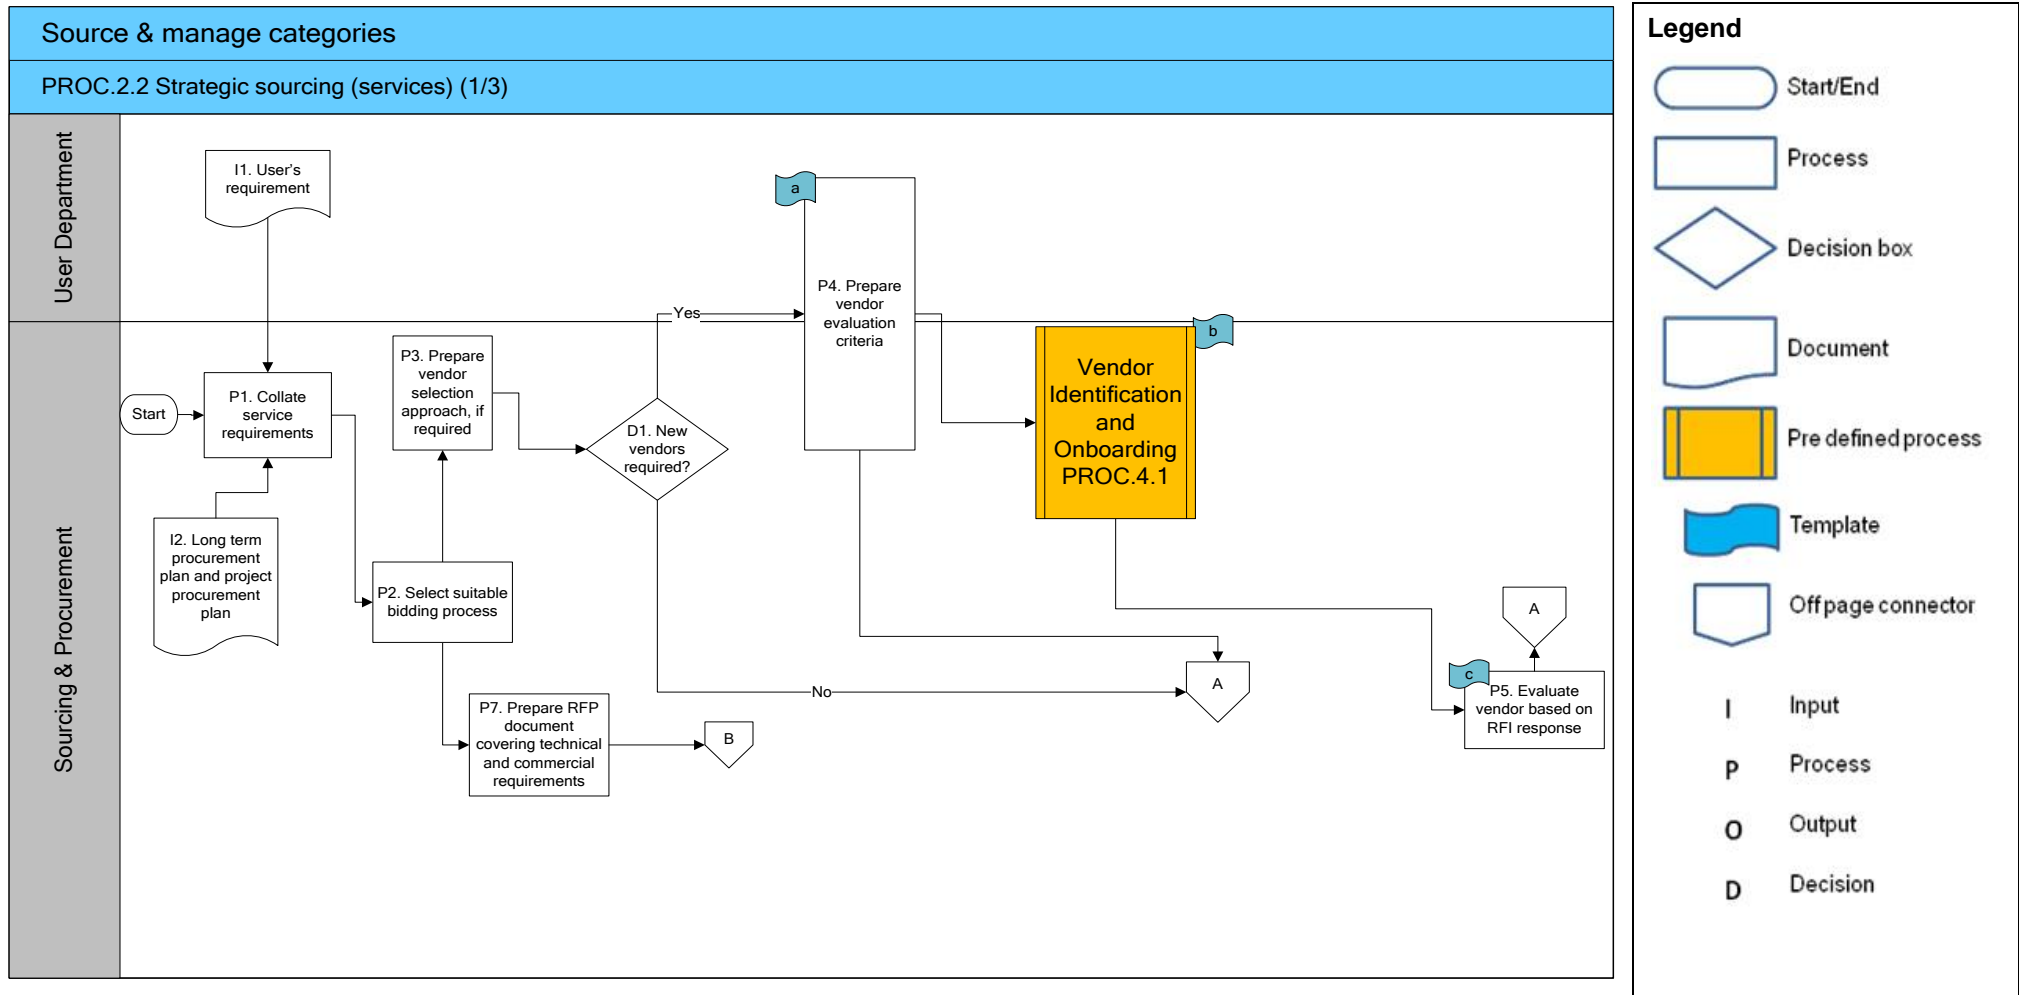 Source & manage categories
PROC.2.2 Strategic sourcing (services) (1/3)
User Department
I1. User's
requirement
a
P4. Prepare
vendor
evaluation
criteria
Yes
Sourcing & Procurement
Start
P1. Collate
service
requirements
I2. Long term
procurement
plan and project
procurement
plan
P3. Prepare
vendor
selection
approach, if
required
P2. Select suitable
bidding process
D1. New
vendors
required?
No
P7. Prepare RFP
document
covering technical
and commercial
requirements
B
b
Vendor
Identification
and
Onboarding
PROC.4.1
A
A
c
P5. Evaluate
vendor based on
RFI response
Legend
Start/End
Process
Decision box
Document
Pre defined process
Template
Off page connector
I Input
P Process
O Output
D Decision